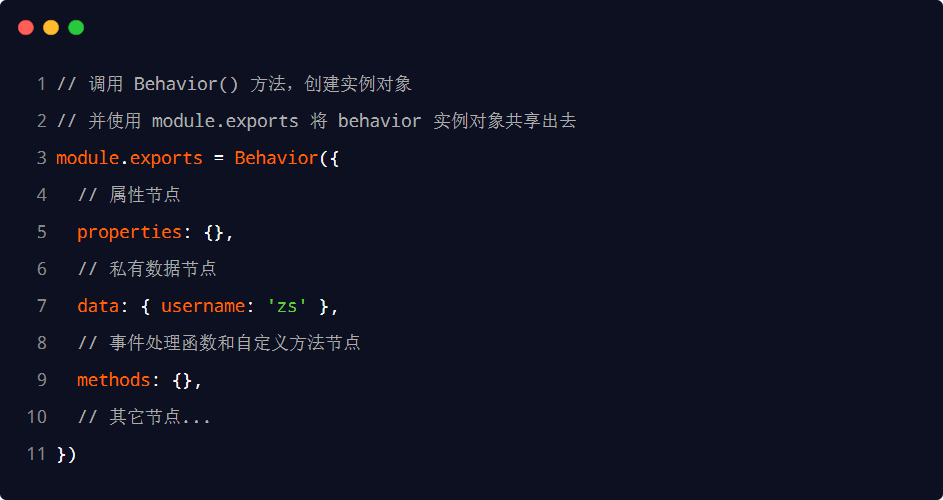 1 // 调用 Behavior() 方法，创建实例对象
2 // 并使用 module.exports 将 behavior 实例对象共享出去
3 module.exports = Behavior({
4   // 属性节点
5   properties: {},
6   // 私有数据节点
7   data: { username: 'zs' },
8   // 事件处理函数和自定义方法节点
9   methods: {},
10   // 其它节点...
11 })